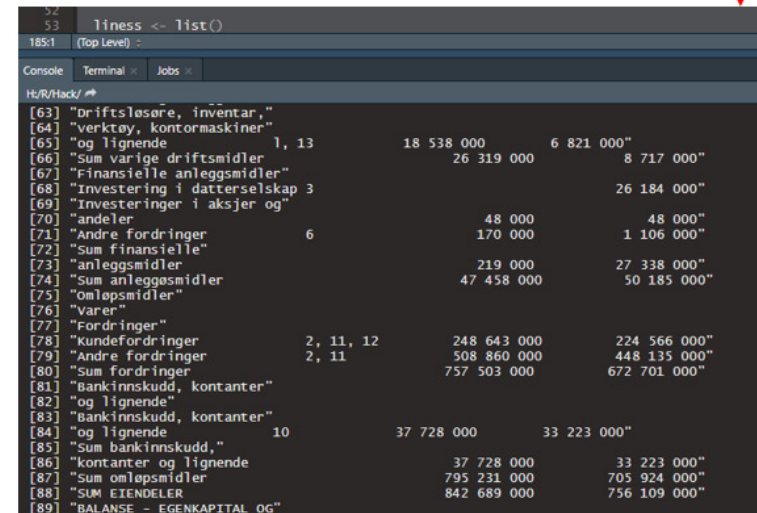 52
53 liness <- list()
185:1 (Top Level)
Console Terminal Jobs
H:/R/Hack/
[63] "Driftsløsøre, inventar,"
[64] "verktøy, kontormaskiner"
[65] "og lignende 1, 13 18 538 000 6 821 000"
[66] "Sum varige driftsmidler 26 319 000 8 717 000"
[67] "Finansielle anleggsmidler"
[68] "Investering i datterselskap 3 26 184 000"
[69] "Investeringer i aksjer og"
[70] "andeler 48 000 48 000"
[71] "Andre fordringer 6 170 000 1 106 000"
[72] "Sum finansielle"
[73] "anleggsmidler 219 000 27 338 000"
[74] "Sum anleggøsmidler 47 458 000 50 185 000"
[75] "Omløpsmidler"
[76] "Varer"
[77] "Fordringer"
[78] "Kundefordringer 2, 11, 12 248 643 000 224 566 000"
[79] "Andre fordringer 2, 11 508 860 000 448 135 000"
[80] "Sum fordringer 757 503 000 672 701 000"
[81] "Bankinnskudd, kontanter"
[82] "og lignende"
[83] "Bankinnskudd, kontanter"
[84] "og lignende 10 37 728 000 33 223 000"
[85] "Sum bankinnskudd,"
[86] "kontanter og lignende 37 728 000 33 223 000"
[87] "Sum omløpsmidler 795 231 000 705 924 000"
[88] "SUM EIENDELER 842 689 000 756 109 000"
[89] "BALANSE - EGENKAPITAL OG"